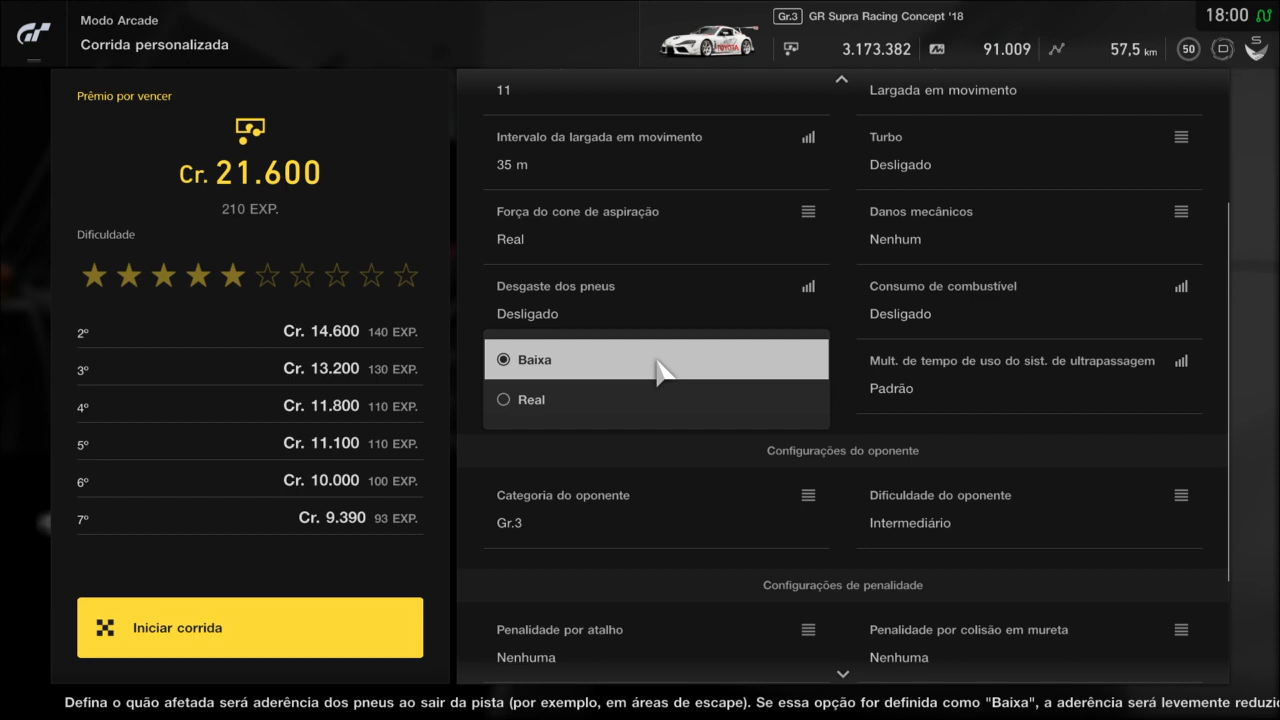 Modo Arcade
Corrida personalizada
Gr.3 GR Supra Racing Concept '18
18:00
3.173.382 91.009 57,5 km 50 S
Prêmio por vencer
Cr. 21.600
210 EXP.
Dificuldade
2º Cr. 14.600 140 EXP.
3º Cr. 13.200 130 EXP.
4º Cr. 11.800 110 EXP.
5º Cr. 11.100 110 EXP.
6º Cr. 10.000 100 EXP.
7º Cr. 9.390 93 EXP.
Iniciar corrida
11
Largada em movimento
Intervalo da largada em movimento
35 m
Turbo
Desligado
Força do cone de aspiração
Real
Danos mecânicos
Nenhum
Desgaste dos pneus
Desligado
Consumo de combustível
Desligado
Baixa
Real
Mult. de tempo de uso do sist. de ultrapassagem
Padrão
Configurações do oponente
Categoria do oponente
Gr.3
Dificuldade do oponente
Intermediário
Configurações de penalidade
Penalidade por atalho
Nenhuma
Penalidade por colisão em mureta
Nenhuma
Defina o quão afetada será aderência dos pneus ao sair da pista (por exemplo, em áreas de escape). Se essa opção for definida como "Baixa", a aderência será levemente reduzi